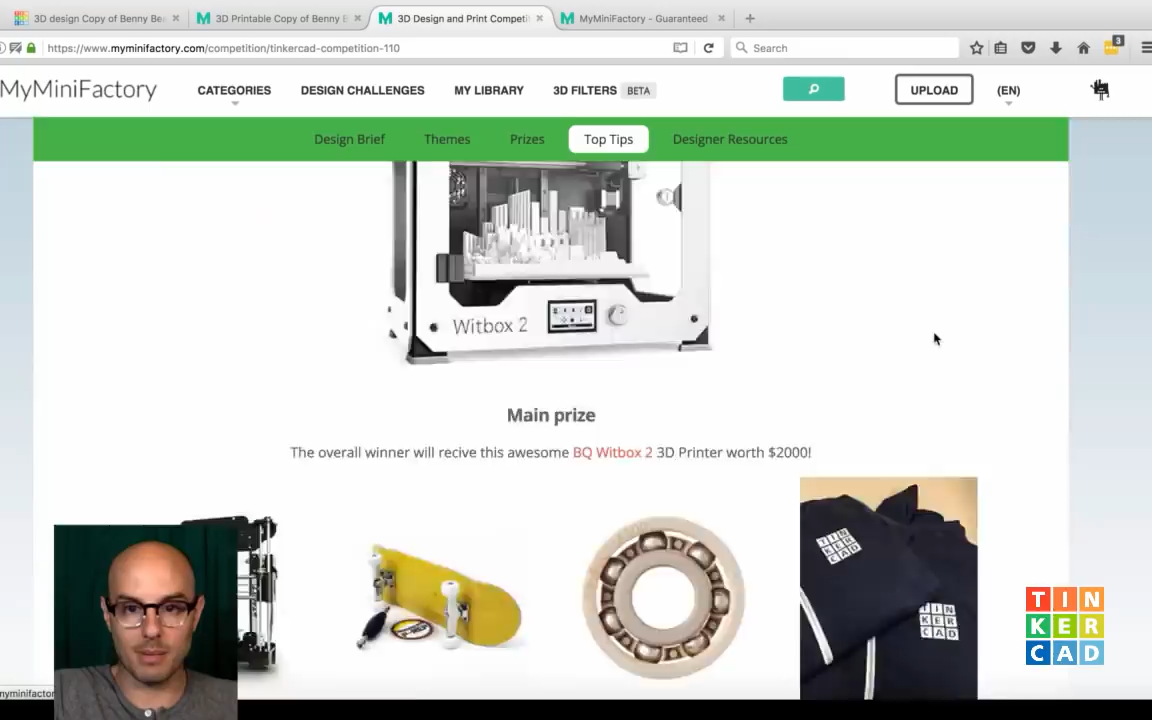 3D design Copy of Benny Be
3D Printable Copy of Benny B
3D Design and Print Competi
MyMiniFactory - Guaranteed
https://www.myminifactory.com/competition/tinkercad-competition-110
Search
3
MyMiniFactory
CATEGORIES
DESIGN CHALLENGES
MY LIBRARY
3D FILTERS BETA
UPLOAD
(EN)
Design Brief
Themes
Prizes
Top Tips
Designer Resources
Witbox 2
Main prize
The overall winner will recive this awesome BQ Witbox 2 3D Printer worth $2000!
TIN
KER
CAD
TIN
KER
CAD
TIN
KER
CAD
myminifactory